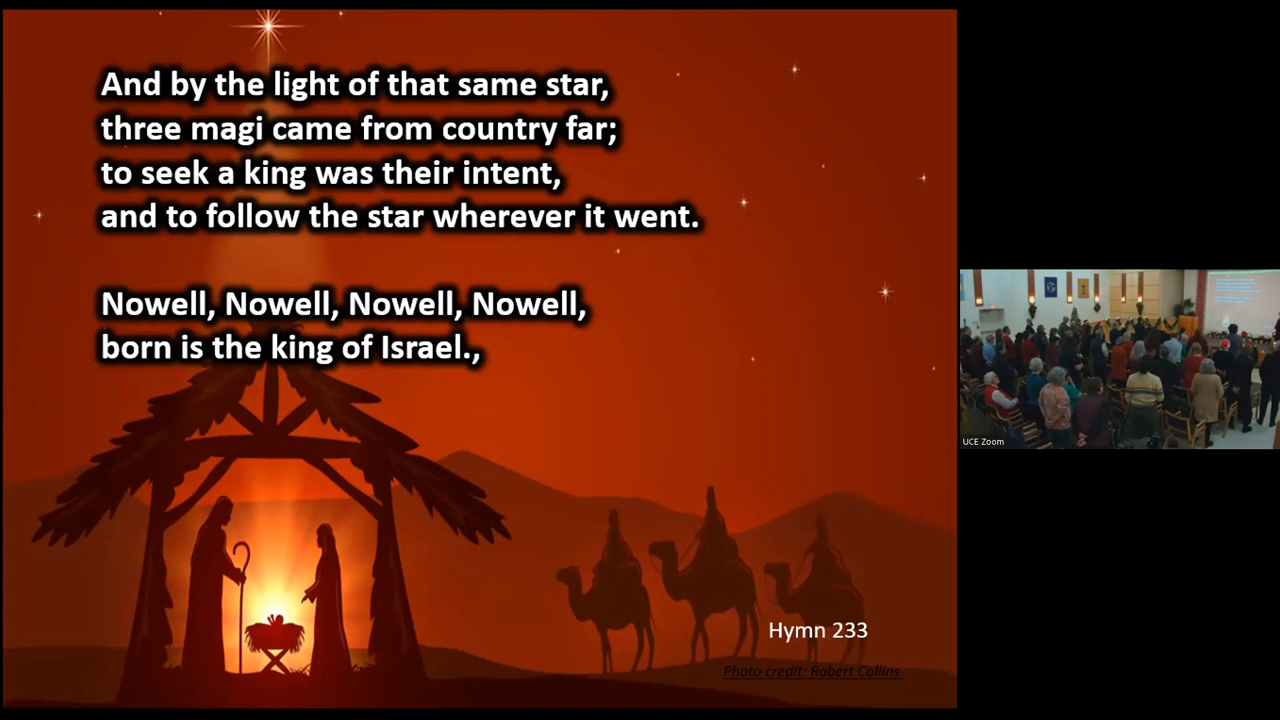 And by the light of that same star,
three magi came from country far;
to seek a king was their intent,
and to follow the star wherever it went.
Nowell, Nowell, Nowell, Nowell,
born is the king of Israel.,
Hymn 233
Photo credit: Robert Collins
UCE Zoom